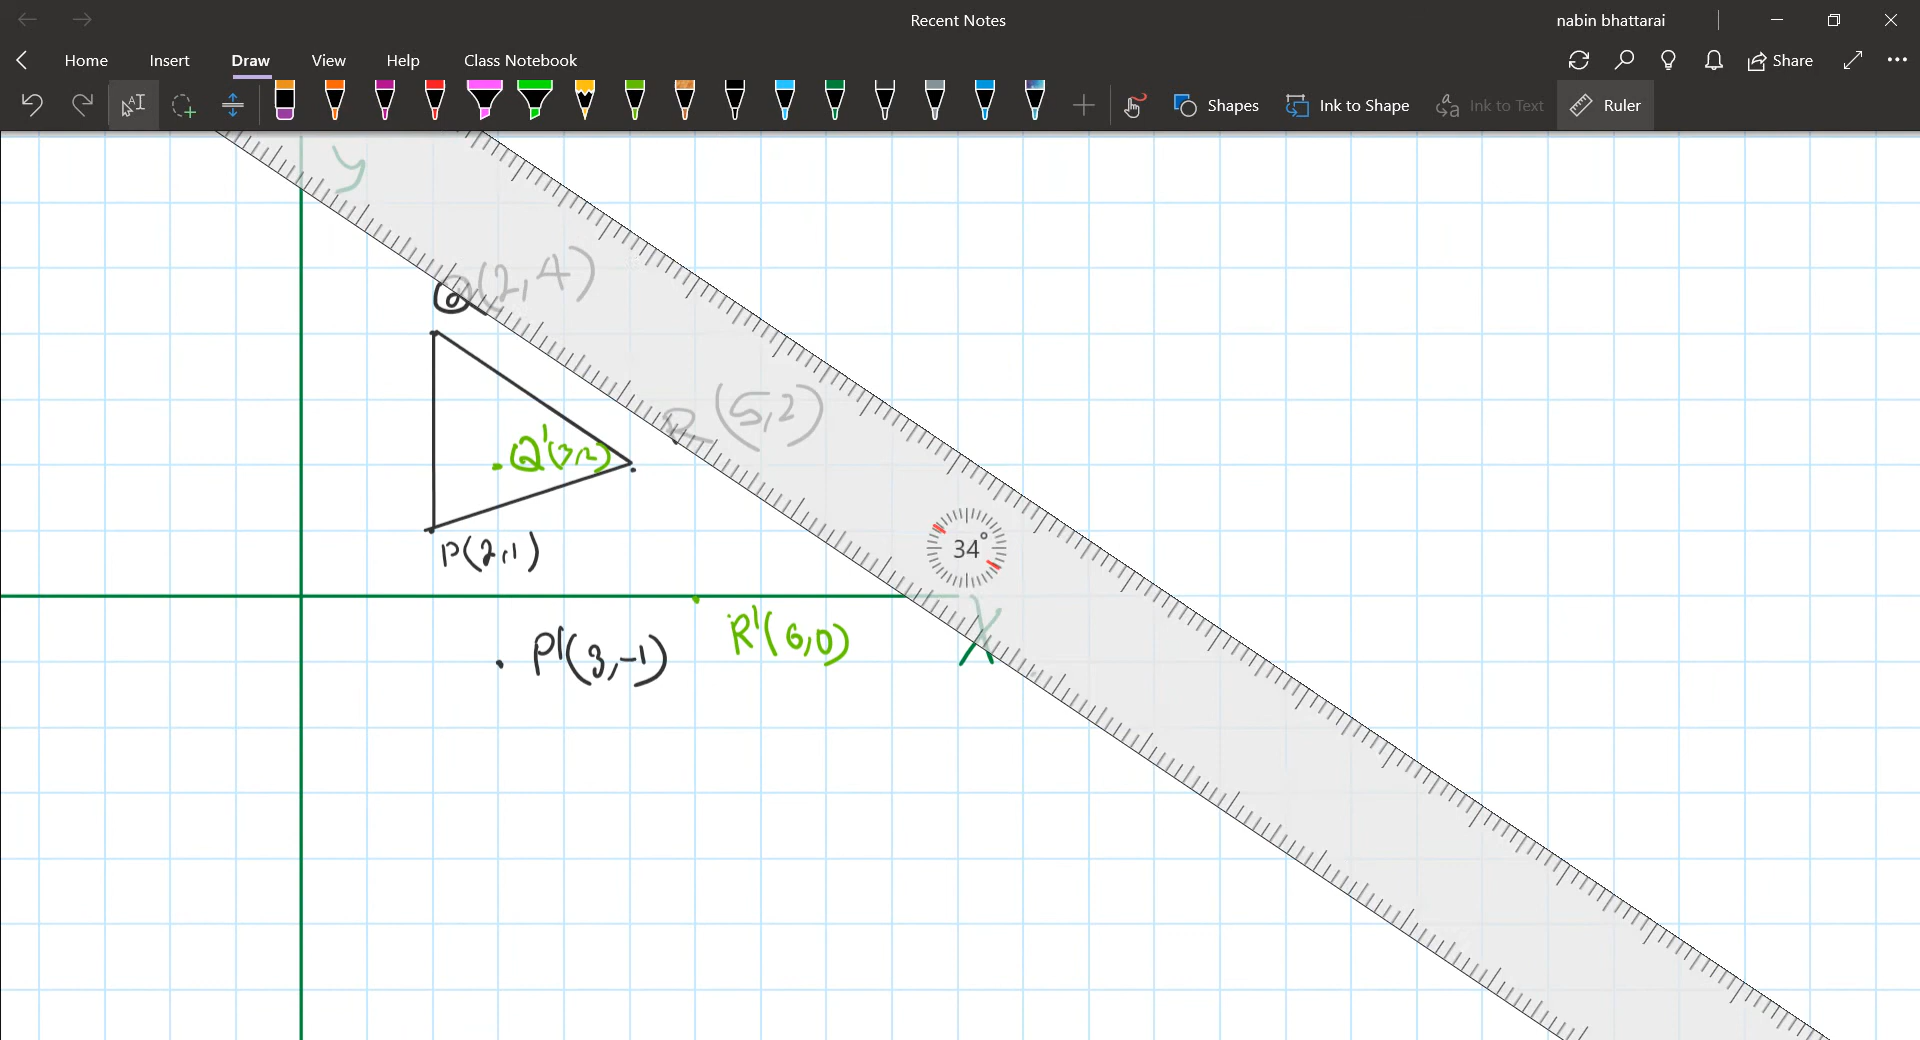 Recent Notes
nabin bhattarai
Home Insert Draw View Help Class Notebook
Share
Shapes Ink to Shape Ink to Text Ruler
y
Q(2,4)
R(5,2)
Q'(3,2)
34°
P(2,1)
X
R'(6,0)
P'(3,-1)